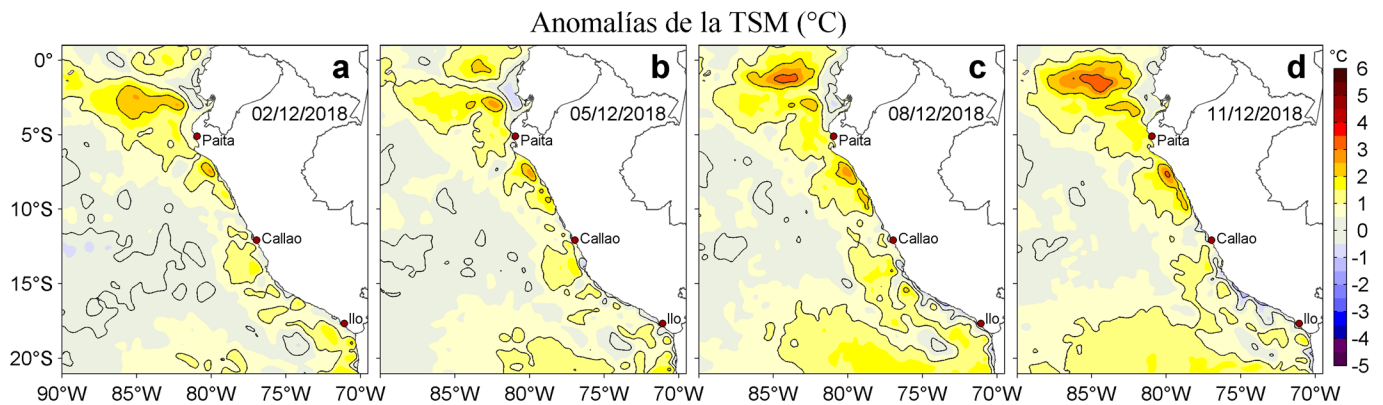 Anomalías de la TSM (°C)
a
02/12/2018
Paita
Callao
Ilo
b
05/12/2018
Paita
Callao
Ilo
c
08/12/2018
Paita
Callao
Ilo
d
11/12/2018
Paita
Callao
Ilo
0°
5°S
10°S
15°S
20°S
90°W 85°W 80°W 75°W 70°W
85°W 80°W 75°W 70°W
85°W 80°W 75°W 70°W
85°W 80°W 75°W 70°W
°C
6
5
4
3
2
1
0
-1
-2
-3
-4
-5